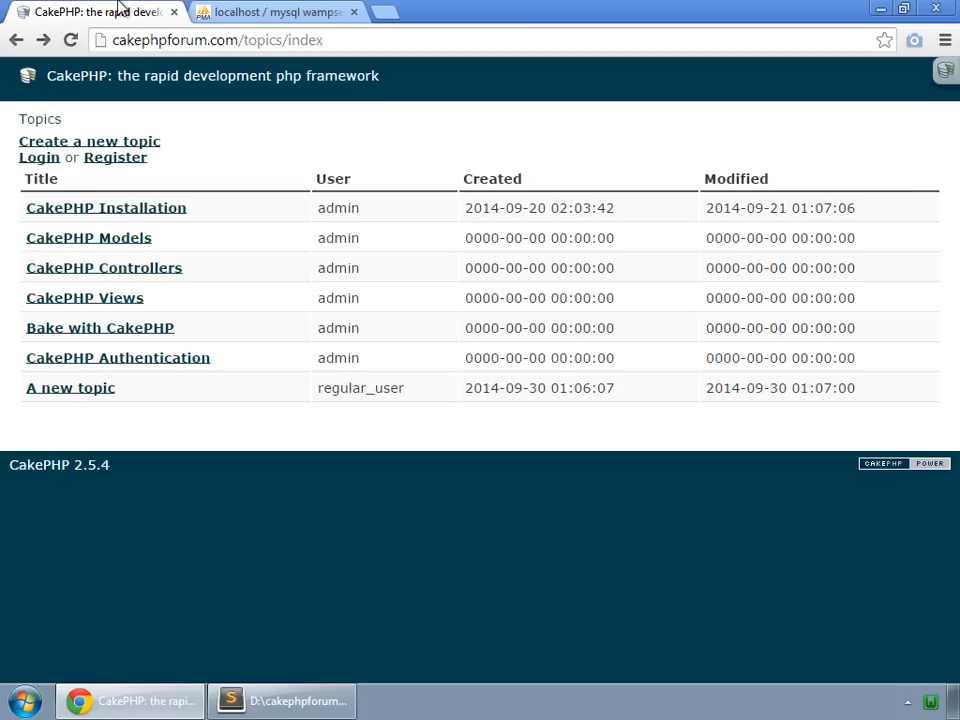 CakePHP: the rapid devel
localhost / mysql wampse
cakephpforum.com/topics/index
CakePHP: the rapid development php framework
Topics
Create a new topic
Login or Register
Title User Created Modified
CakePHP Installation admin 2014-09-20 02:03:42 2014-09-21 01:07:06
CakePHP Models admin 0000-00-00 00:00:00 0000-00-00 00:00:00
CakePHP Controllers admin 0000-00-00 00:00:00 0000-00-00 00:00:00
CakePHP Views admin 0000-00-00 00:00:00 0000-00-00 00:00:00
Bake with CakePHP admin 0000-00-00 00:00:00 0000-00-00 00:00:00
CakePHP Authentication admin 0000-00-00 00:00:00 0000-00-00 00:00:00
A new topic regular_user 2014-09-30 01:06:07 2014-09-30 01:07:00
CakePHP 2.5.4
CAKEPHP POWER
CakePHP: the rapi...
D:\cakephpforum...